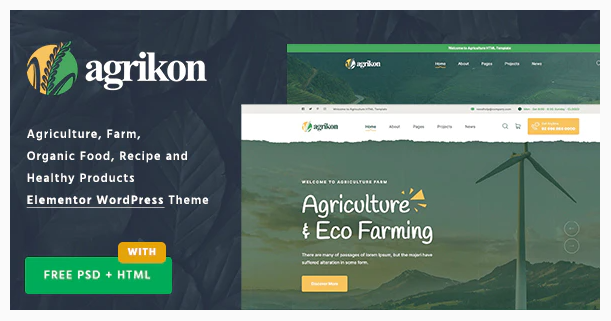 agrikon
Agriculture, Farm,
Organic Food, Recipe and
Healthy Products
Elementor WordPress Theme
WITH
FREE PSD + HTML
Welcome to Agriculture HTML Template
agrikon
Home About Pages Projects News
Welcome to Agriculture HTML Template
agrikon
Home About Pages Projects News
WELCOME TO AGRICULTURE FARM
Agriculture
& Eco Farming
There are many of passages of lorem Ipsum, but the majori have
suffered alteration in some form.
Discover More